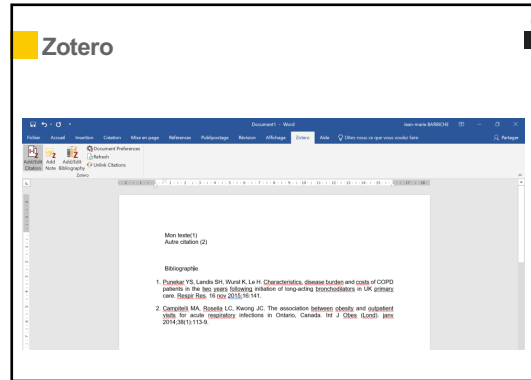 Zotero
Document1 - Word
Jean-marie BARBICHE
Fichier Accueil Insertion Création Mise en page Références Publipostage Révision Affichage Zotero Aide Dites-nous ce que vous voulez faire Partager
Add/Edit Citation
Add Note
Add/Edit Bibliography
Document Preferences
Refresh
Unlink Citations
Zotero
Mon texte(1)
Autre citation (2)
Bibliographie
1. Punekar YS, Landis SH, Wurst K, Le H. Characteristics, disease burden and costs of COPD
patients in the two years following initiation of long-acting bronchodilators in UK primary
care. Respir Res. 16 nov 2015;16:141.
2. Campitelli MA, Rosella LC, Kwong JC. The association between obesity and outpatient
visits for acute respiratory infections in Ontario, Canada. Int J Obes (Lond). janv
2014;38(1):113-9.